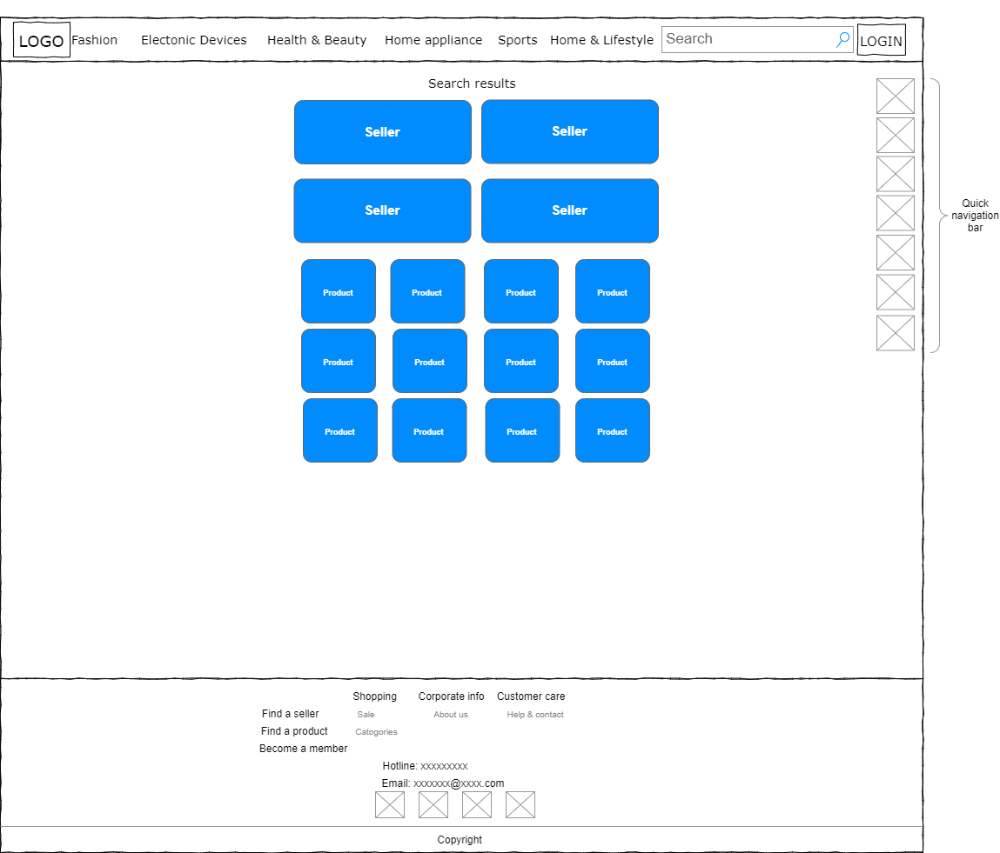 LOGO Fashion Electonic Devices Health & Beauty Home appliance Sports Home & Lifestyle Search LOGIN
Search results
Seller Seller
Seller Seller
Quick
navigation
bar
Product Product Product Product
Product Product Product Product
Product Product Product Product
Shopping Corporate info Customer care
Find a seller Sale About us Help & contact
Find a product Catogories
Become a member
Hotline: xxxxxxxxx
Email: xxxxxxx@xxxx.com
Copyright